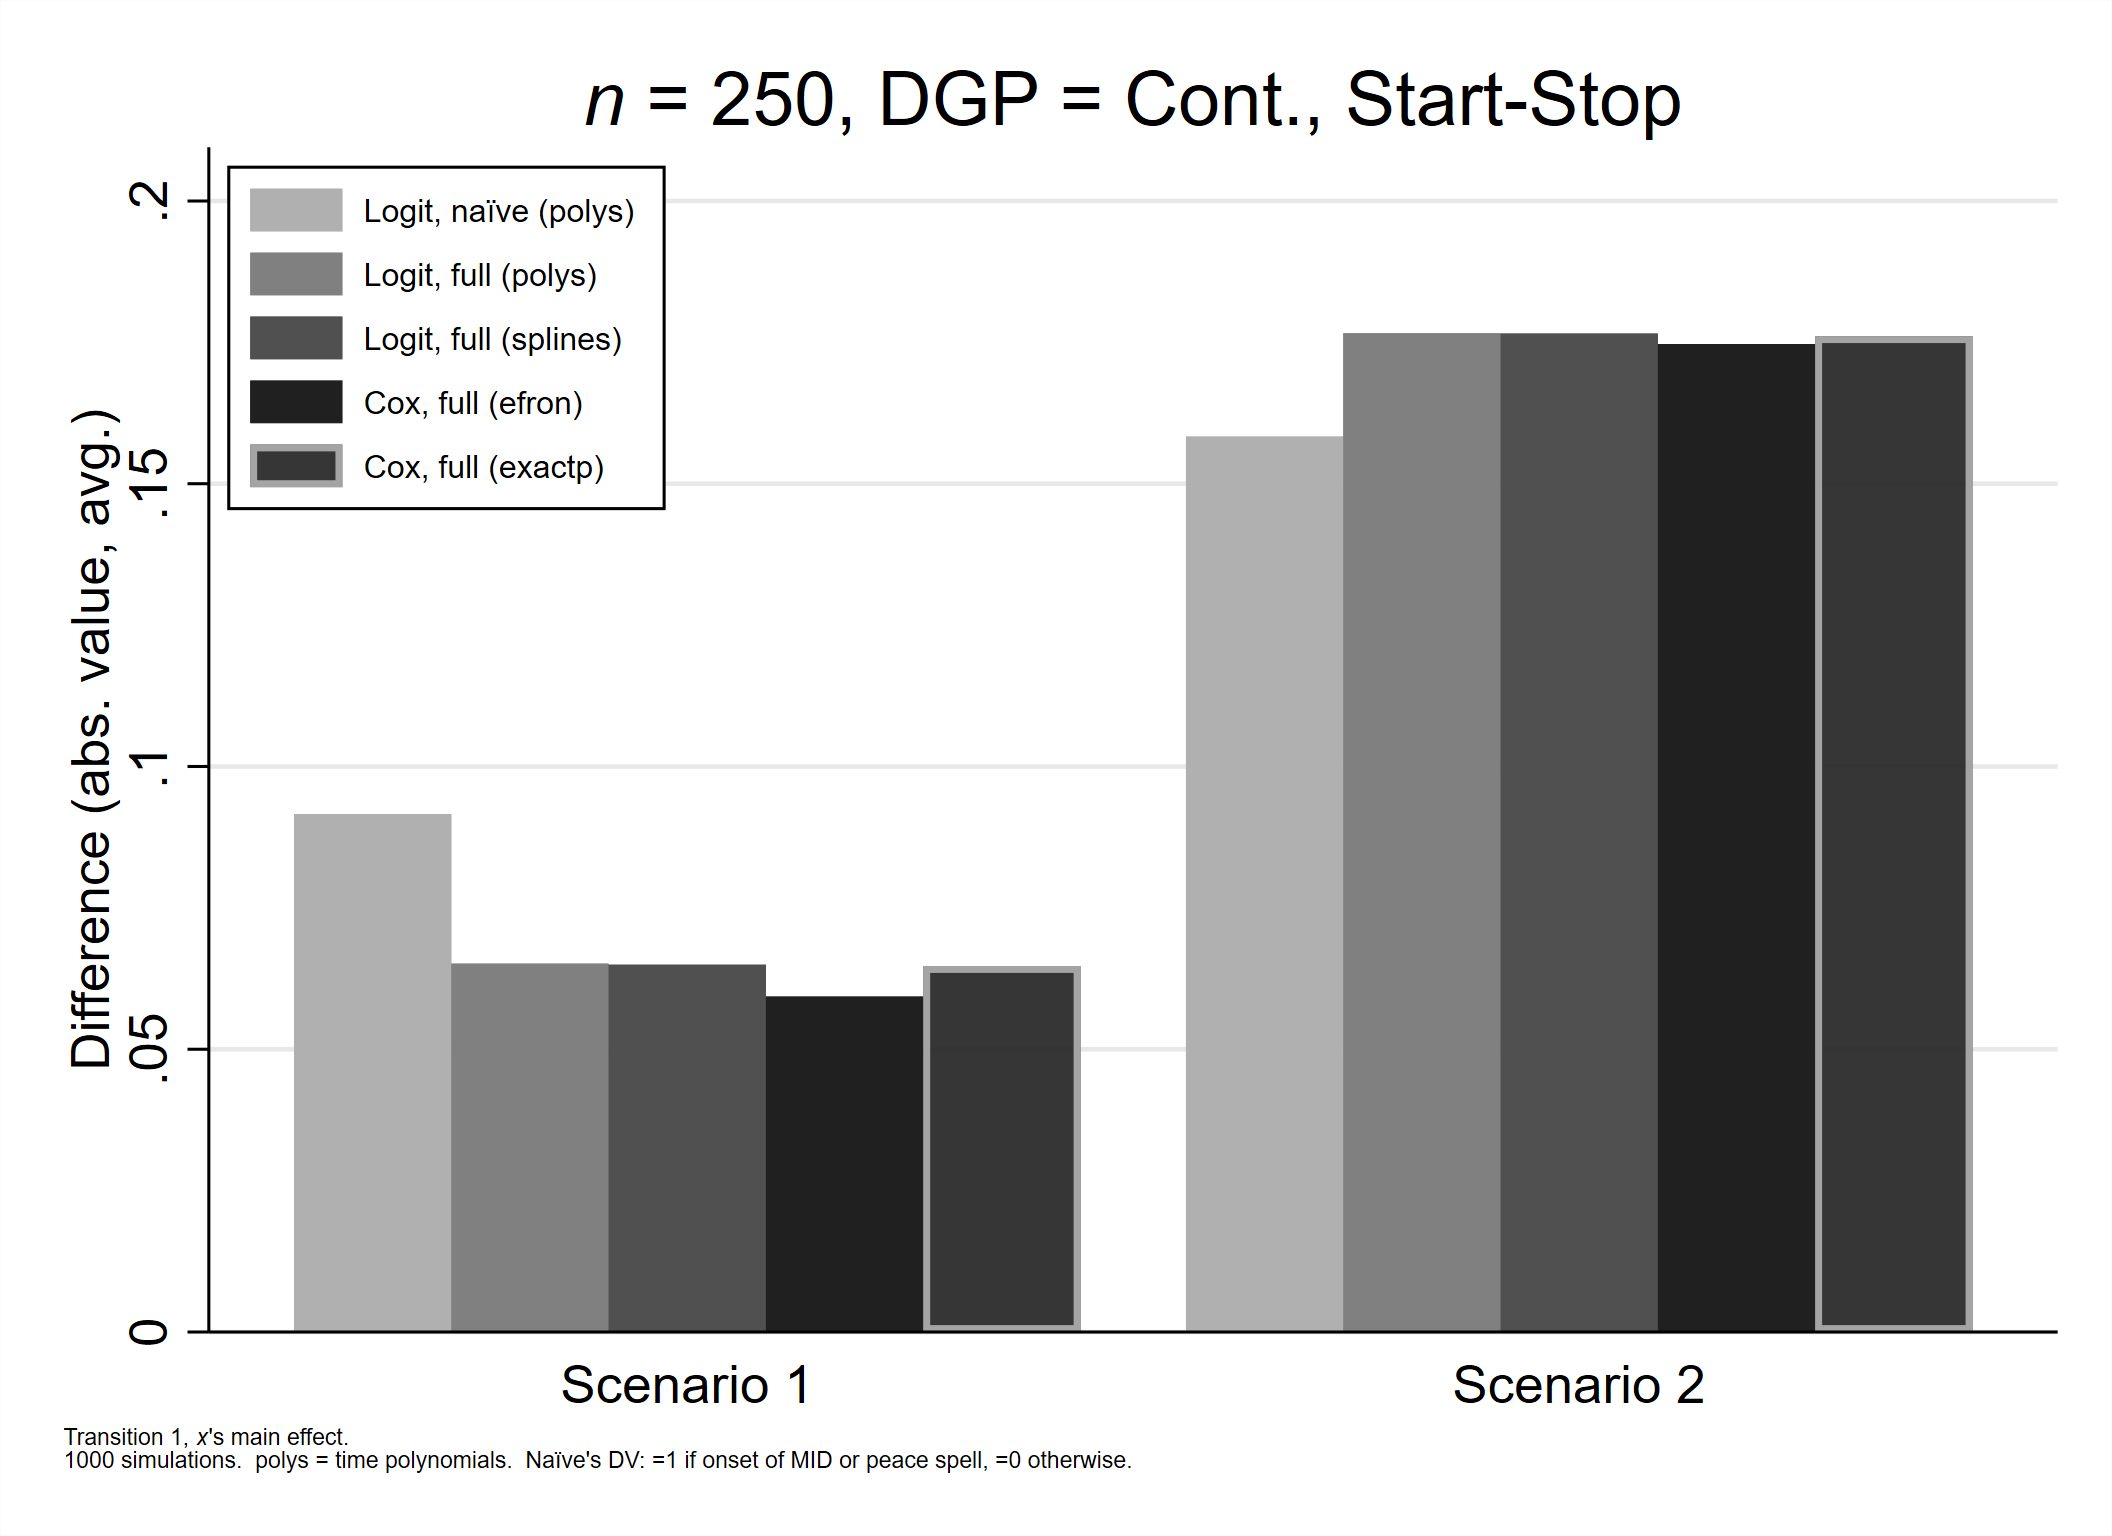 n = 250, DGP = Cont., Start-Stop
Difference (abs. value, avg.)
.2
.15
.1
.05
0
Logit, naïve (polys)
Logit, full (polys)
Logit, full (splines)
Cox, full (efron)
Cox, full (exactp)
Scenario 1
Scenario 2
Transition 1, x's main effect.
1000 simulations.  polys = time polynomials.  Naïve's DV: =1 if onset of MID or peace spell, =0 otherwise.